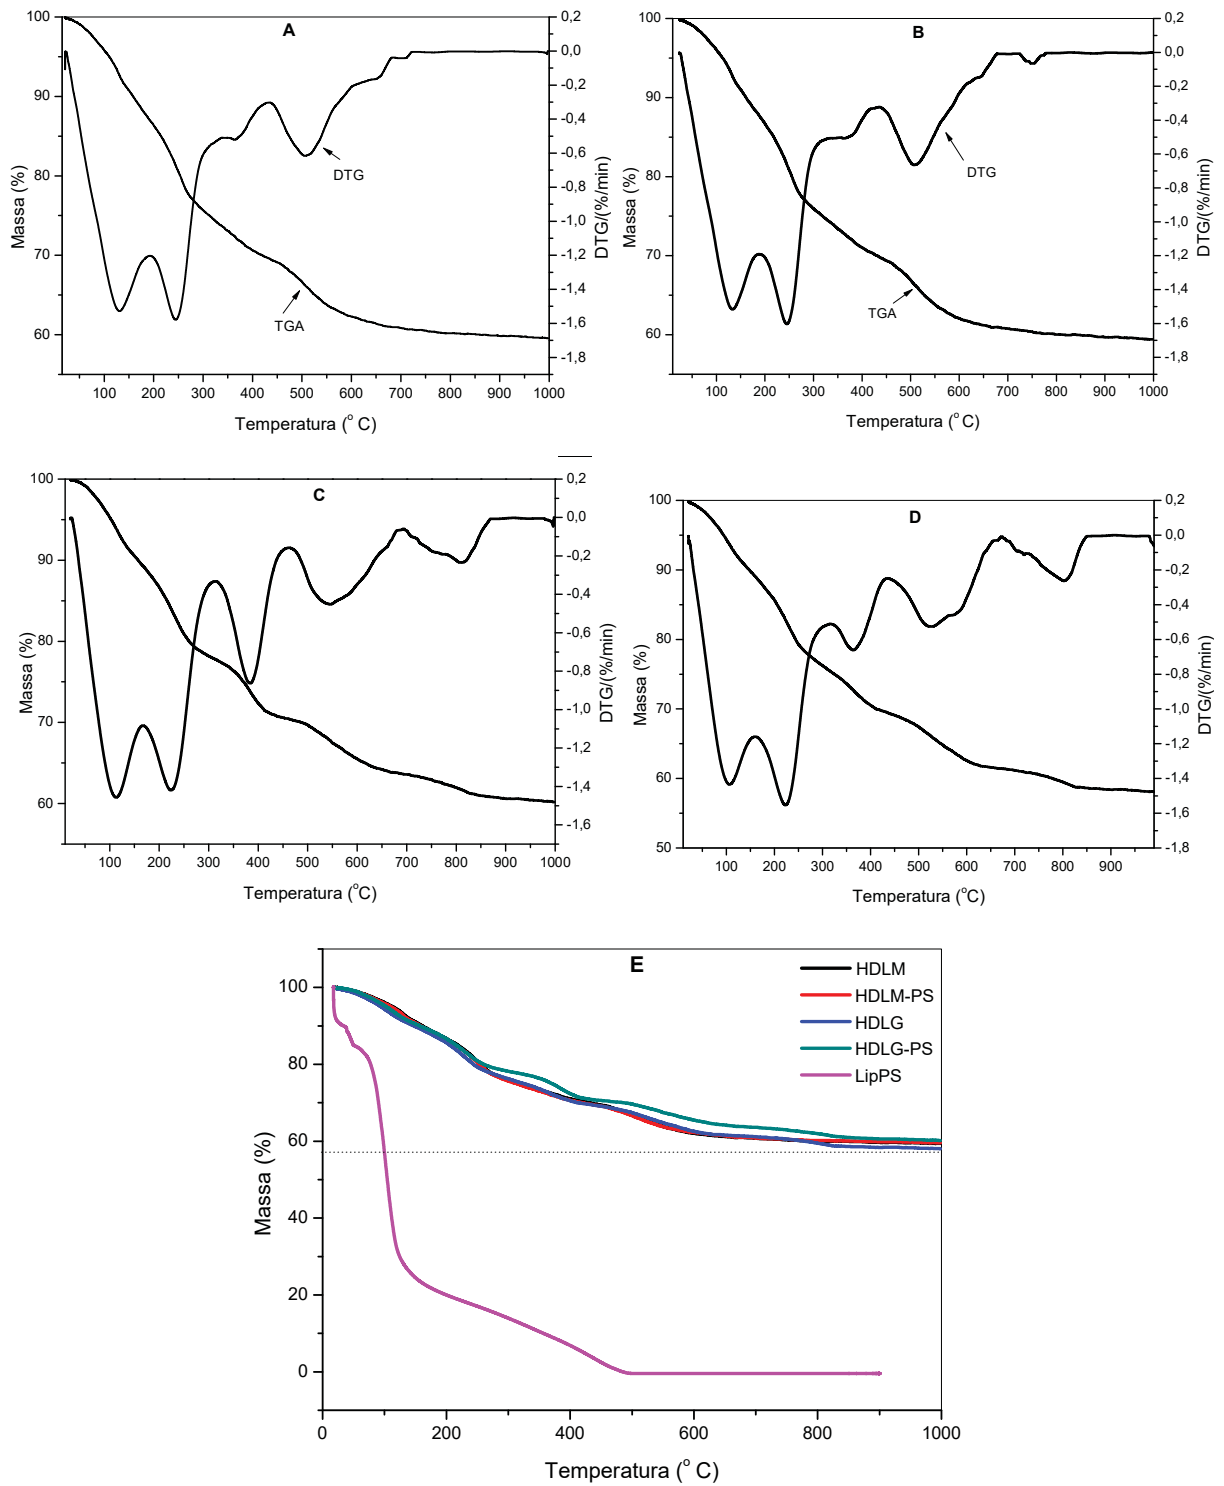 A
100
90
80
70
60
Massa (%)
0,2
0,0
-0,2
-0,4
-0,6
-0,8
-1,0
-1,2
-1,4
-1,6
-1,8
DTG/(%/min)
DTG
TGA
100 200 300 400 500 600 700 800 900 1000
Temperatura (° C)
B
100
90
80
70
60
Massa (%)
0,2
0,0
-0,2
-0,4
-0,6
-0,8
-1,0
-1,2
-1,4
-1,6
-1,8
DTG/(%/min)
DTG
TGA
100 200 300 400 500 600 700 800 900 1000
Temperatura (° C)
C
100
90
80
70
60
Massa (%)
0,2
0,0
-0,2
-0,4
-0,6
-0,8
-1,0
-1,2
-1,4
-1,6
DTG/(%/min)
100 200 300 400 500 600 700 800 900 1000
Temperatura (°C)
D
100
90
80
70
60
50
Massa (%)
0,2
0,0
-0,2
-0,4
-0,6
-0,8
-1,0
-1,2
-1,4
-1,6
-1,8
DTG/(%/min)
100 200 300 400 500 600 700 800 900
Temperatura (°C)
E
HDLM
HDLM-PS
HDLG
HDLG-PS
LipPS
100
80
60
40
20
0
Massa (%)
0 200 400 600 800 1000
Temperatura (° C)